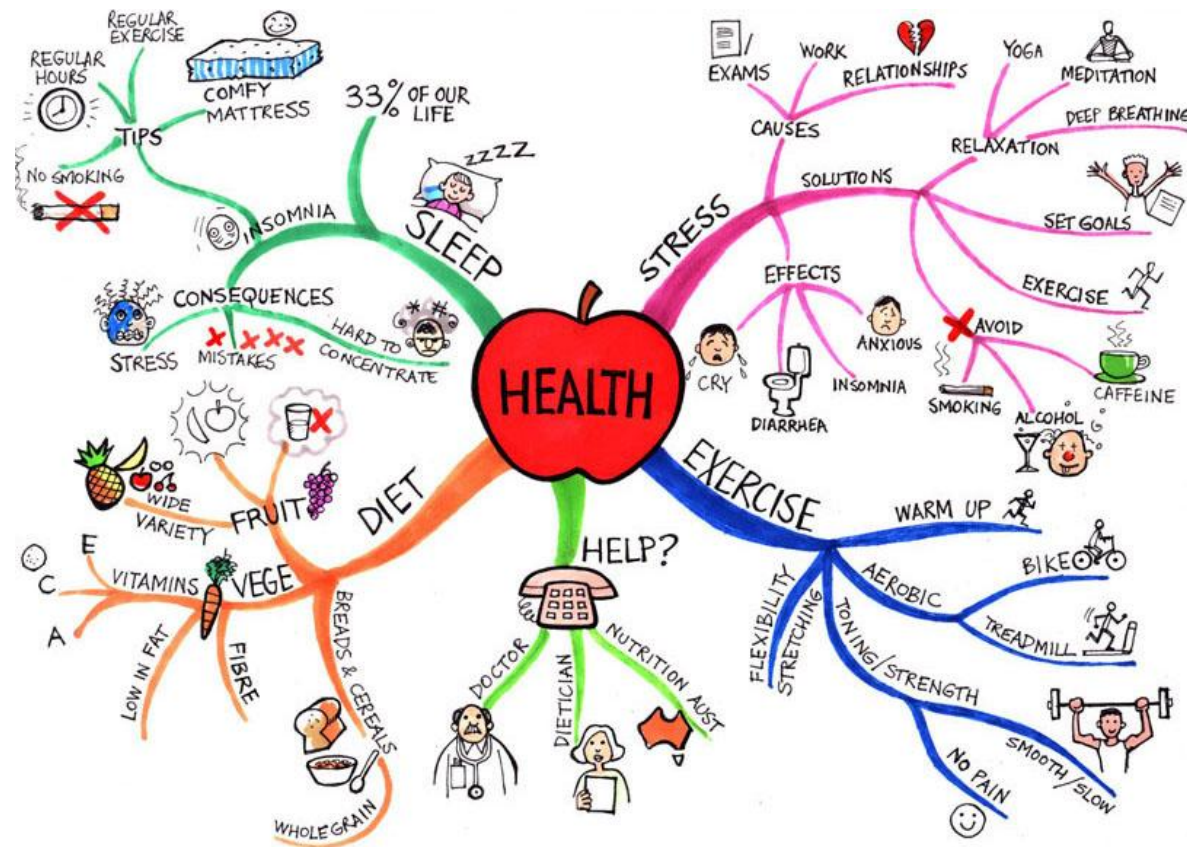 HEALTH
SLEEP
33% OF OUR
LIFE
ZZZZ
INSOMNIA
TIPS
REGULAR
HOURS
REGULAR
EXERCISE
COMFY
MATTRESS
NO SMOKING
CONSEQUENCES
STRESS
MISTAKES
HARD TO
CONCENTRATE
STRESS
CAUSES
EXAMS
WORK
RELATIONSHIPS
SOLUTIONS
RELAXATION
YOGA
MEDITATION
DEEP BREATHING
SET GOALS
EXERCISE
AVOID
SMOKING
ALCOHOL
CAFFEINE
EFFECTS
CRY
DIARRHEA
INSOMNIA
ANXIOUS
DIET
FRUIT
WIDE
VARIETY
VEGE
VITAMINS
E
C
A
LOW IN FAT
FIBRE
BREADS & CEREALS
WHOLEGRAIN
HELP?
DOCTOR
DIETICIAN
NUTRITION AUST
EXERCISE
WARM UP
AEROBIC
BIKE
TREADMILL
TONING/STRENGTH
SMOOTH/SLOW
NO PAIN
FLEXIBILITY
STRETCHING